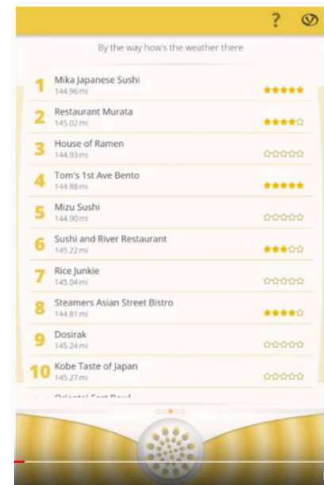 ?
By the way how's the weather there
1 Mika Japanese Sushi
144.96 mi
2 Restaurant Murata
145.02 mi
3 House of Ramen
144.93 mi
4 Tom's 1st Ave Bento
144.88 mi
5 Mizu Sushi
144.90 mi
6 Sushi and River Restaurant
145.22 mi
7 Rice Junkie
145.04 mi
8 Steamers Asian Street Bistro
144.81 mi
9 Dosirak
145.24 mi
10 Kobe Taste of Japan
145.27 mi